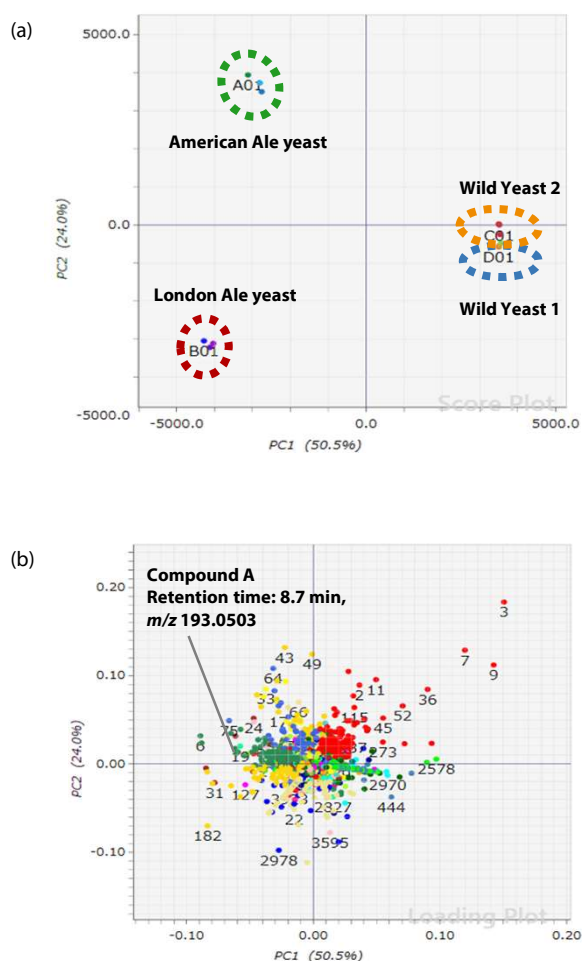 (a)
5000.0
A01
American Ale yeast
Wild Yeast 2
PC2 (24.0%)
0.0
C01
D01
London Ale yeast
Wild Yeast 1
B01
-5000.0
Score Plot
-5000.0 0.0 5000.0
PC1 (50.5%)
(b)
Compound A
Retention time: 8.7 min,
m/z 193.0503
0.20
3
7
43 49
9
0.10
64
2 11 36
33
66
52
PC2 (24.0%)
75 24
45
6
19
273
0.00
2578
31 127
2970
444
22 2327
182
3595
2978
-0.10
Loading Plot
-0.10 0.00 0.10 0.20
PC1 (50.5%)